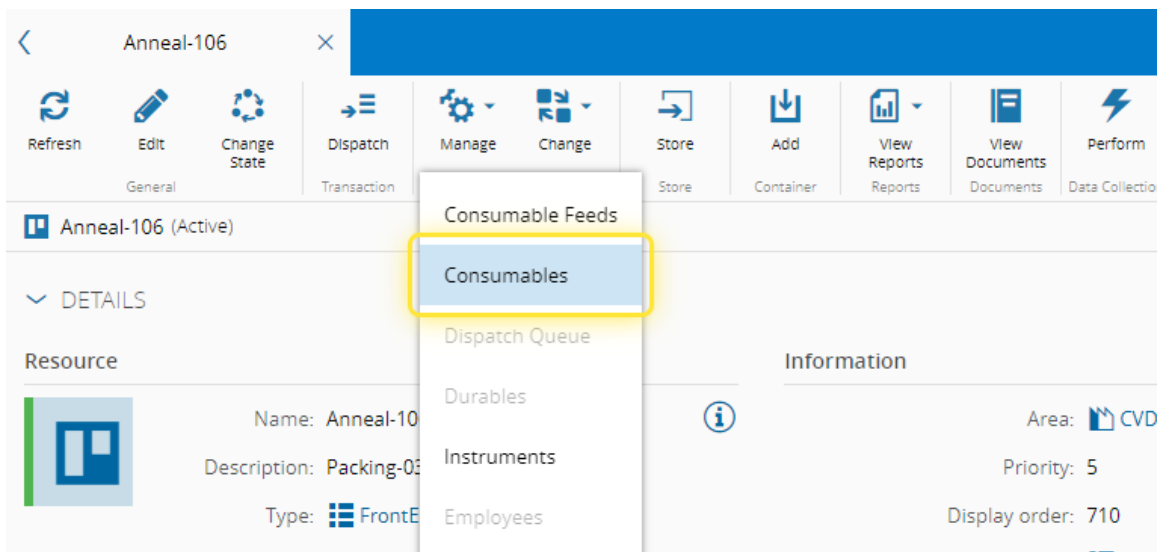 Anneal-106
Refresh
Edit
Change State
Dispatch
Manage
Change
Store
Add
View Reports
View Documents
Perform
General
Transaction
Store
Container
Reports
Documents
Data Collectio
Anneal-106 (Active)
Consumable Feeds
Consumables
Dispatch Queue
Durables
Instruments
Employees
DETAILS
Resource
Name: Anneal-10
Description: Packing-03
Type: FrontE
Information
Area: CVD
Priority: 5
Display order: 710